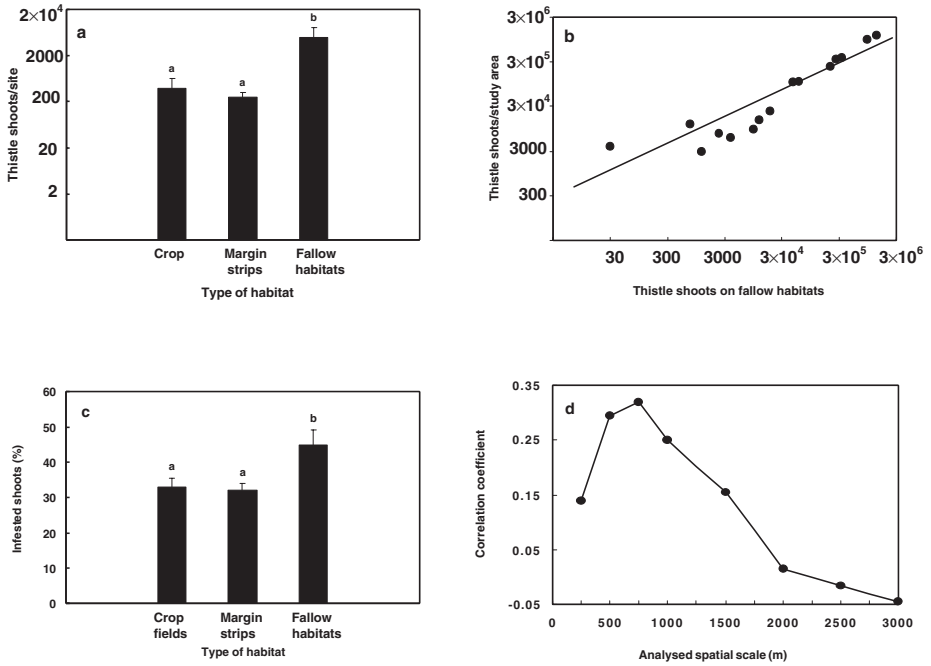 a
Thistle shoots/site
2×10⁴
2000
200
20
2
a
a
b
Crop
Margin
strips
Fallow
habitats
Type of habitat
b
Thistle shoots/study area
3×10⁶
3×10⁵
3×10⁴
3000
300
30
300
3000
3×10⁴
3×10⁵
3×10⁶
Thistle shoots on fallow habitats
c
Infested shoots (%)
60
50
40
30
20
10
0
a
a
b
Crop
fields
Margin
strips
Fallow
habitats
Type of habitat
d
Correlation coefficient
0.35
0.25
0.15
0.05
-0.05
0
500
1000
1500
2000
2500
3000
Analysed spatial scale (m)